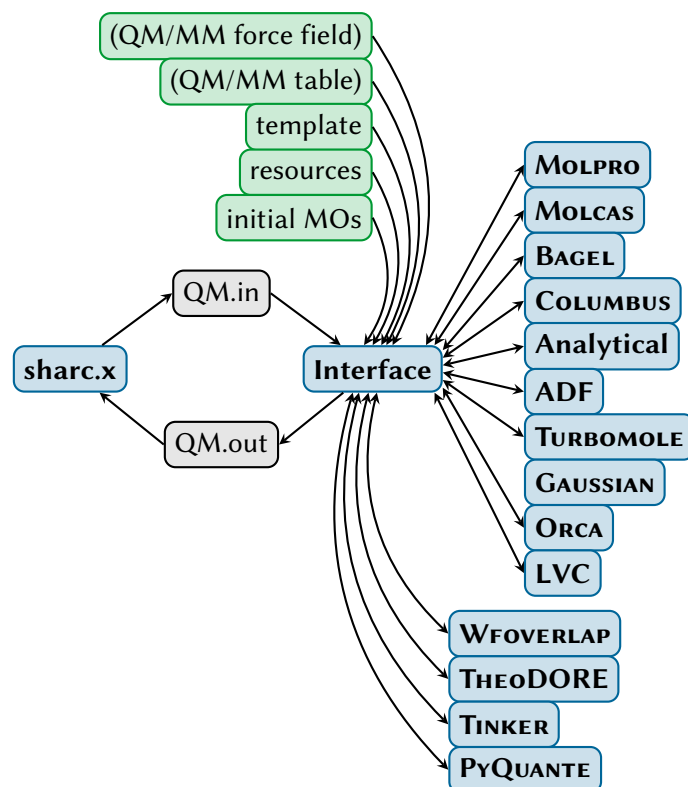 (QM/MM force field)
(QM/MM table)
template
resources
initial MOs
Molpro
Molcas
Bagel
Columbus
Analytical
ADF
Turbomole
Gaussian
Orca
LVC
QM.in
sharc.x
Interface
QM.out
Wfoverlap
TheoDORE
Tinker
PyQuante